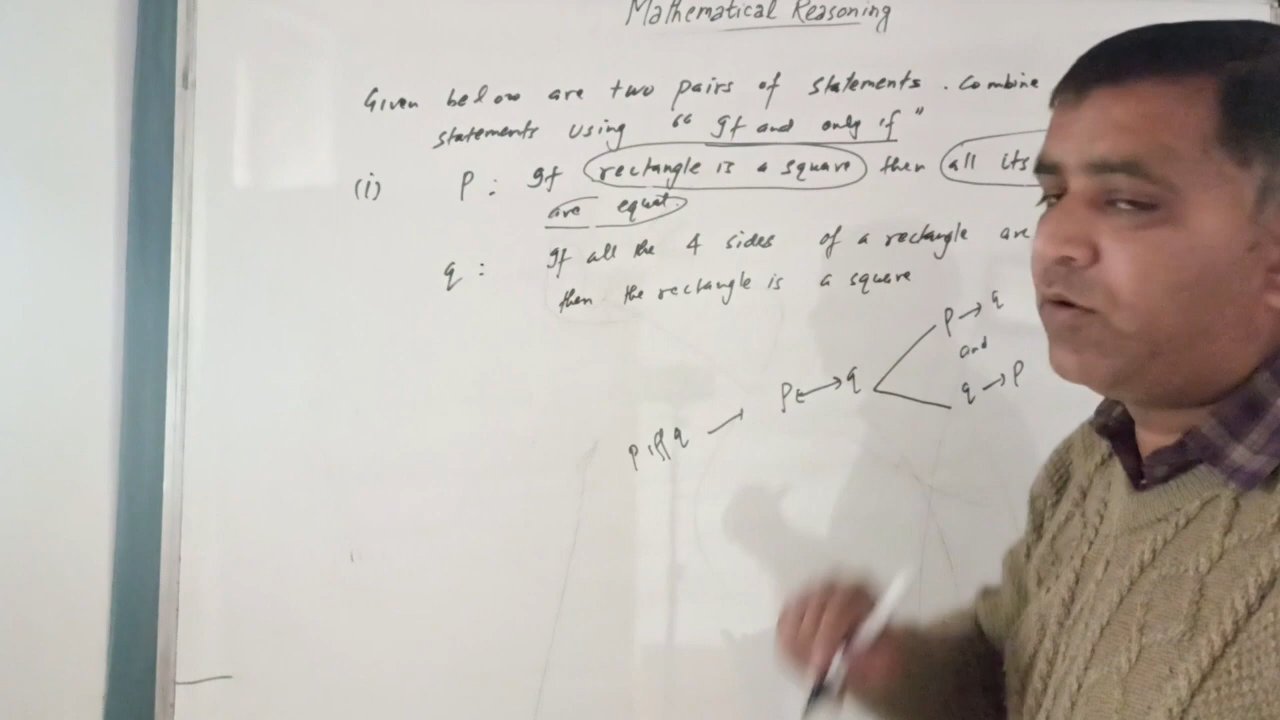 Mathematical Reasoning
Given below are two pairs of statements. Combine
statements using "If and only if"
(i) P: If rectangle is a square then all its
are equal.
q: If all the 4 sides of a rectangle are
then the rectangle is a square
P → q
and
q → P
P ↔ q
P iff q →